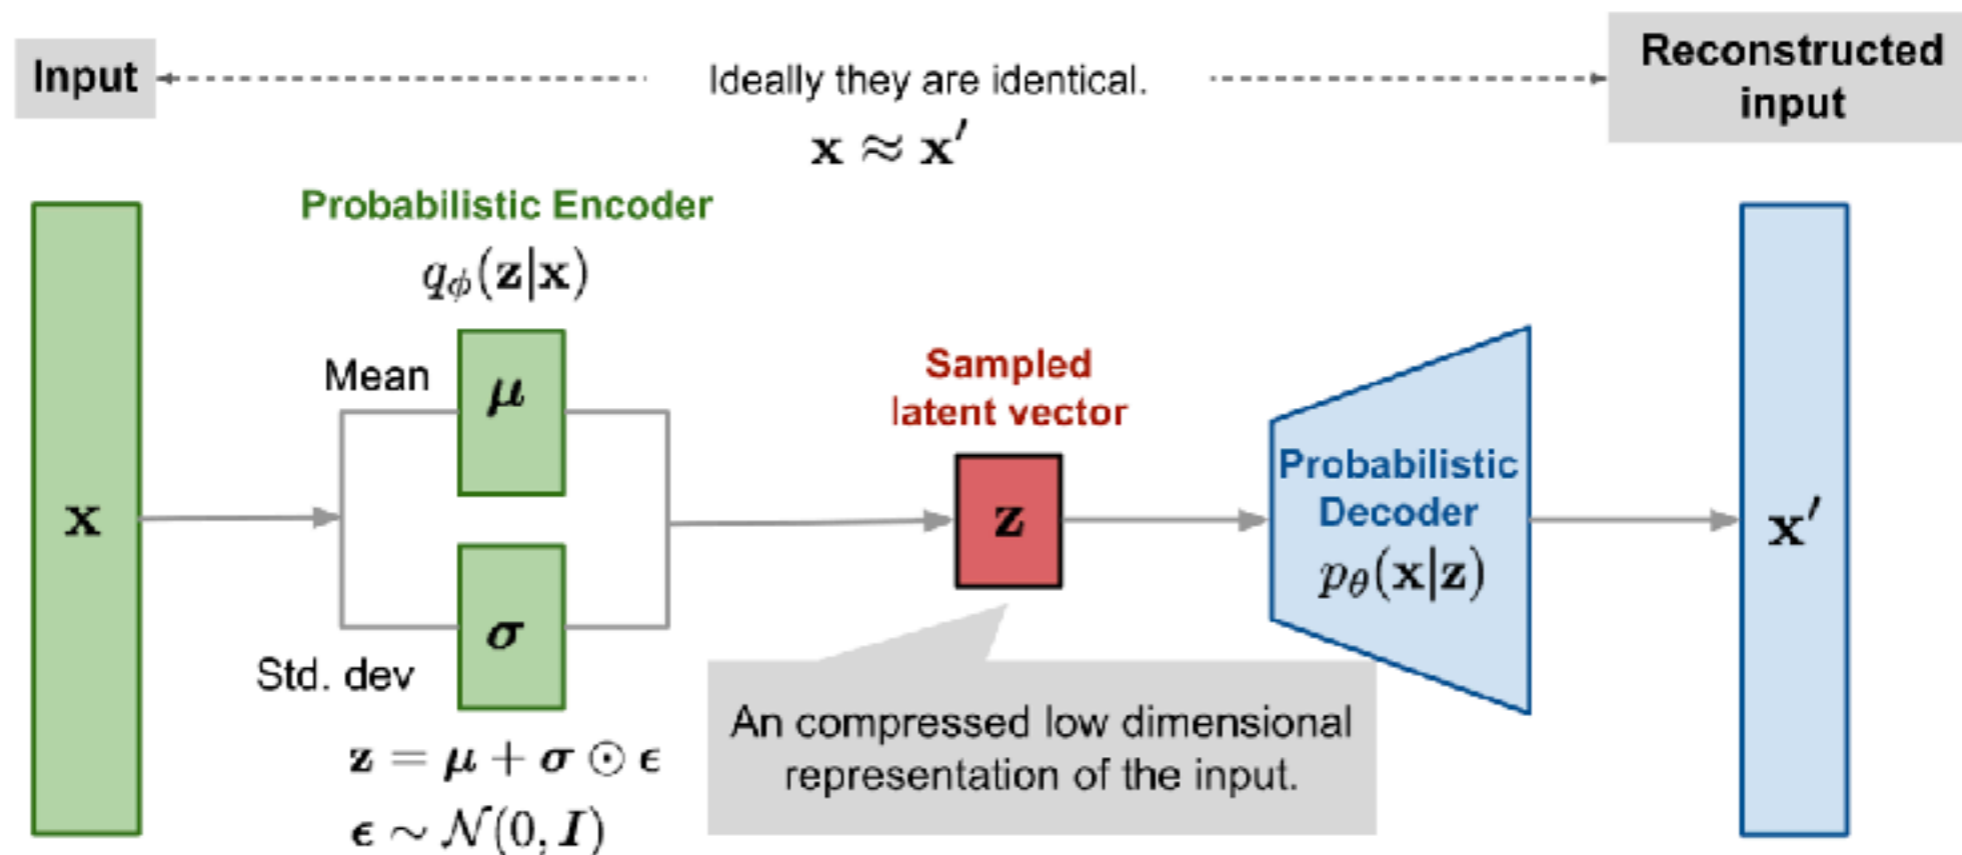 Input
Ideally they are identical.
x ≈ x′
Reconstructed
input
Probabilistic Encoder
qϕ(z|x)
Mean
μ
x
σ
Std. dev
z = μ + σ ⊙ ϵ
ϵ ∼ 𝒩(0, I)
Sampled
latent vector
z
An compressed low dimensional
representation of the input.
Probabilistic
Decoder
pθ(x|z)
x′